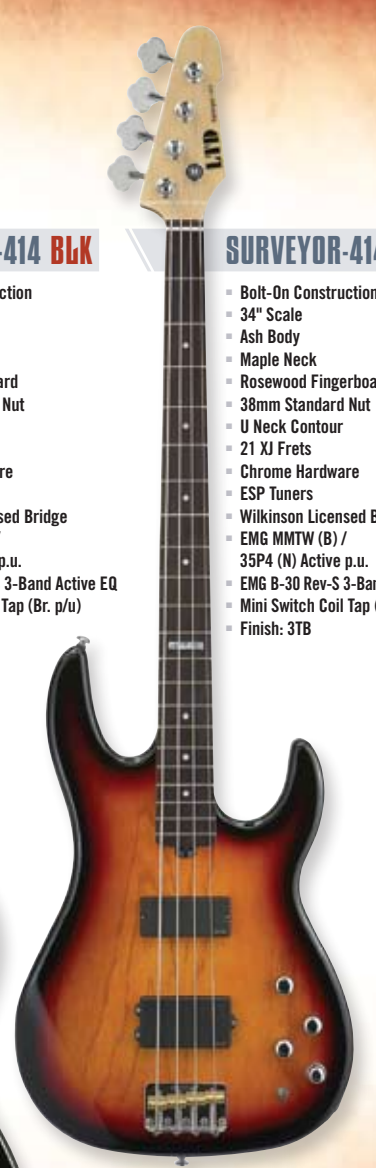 LTD
-414 BLK
ction
ard
Nut
re
sed Bridge
p.u.
3-Band Active EQ
Tap (Br. p/u)
SURVEYOR-414
Bolt-On Construction
34" Scale
Ash Body
Maple Neck
Rosewood Fingerboa
38mm Standard Nut
U Neck Contour
21 XJ Frets
Chrome Hardware
ESP Tuners
Wilkinson Licensed B
EMG MMTW (B) /
35P4 (N) Active p.u.
EMG B-30 Rev-S 3-Ban
Mini Switch Coil Tap (
Finish: 3TB